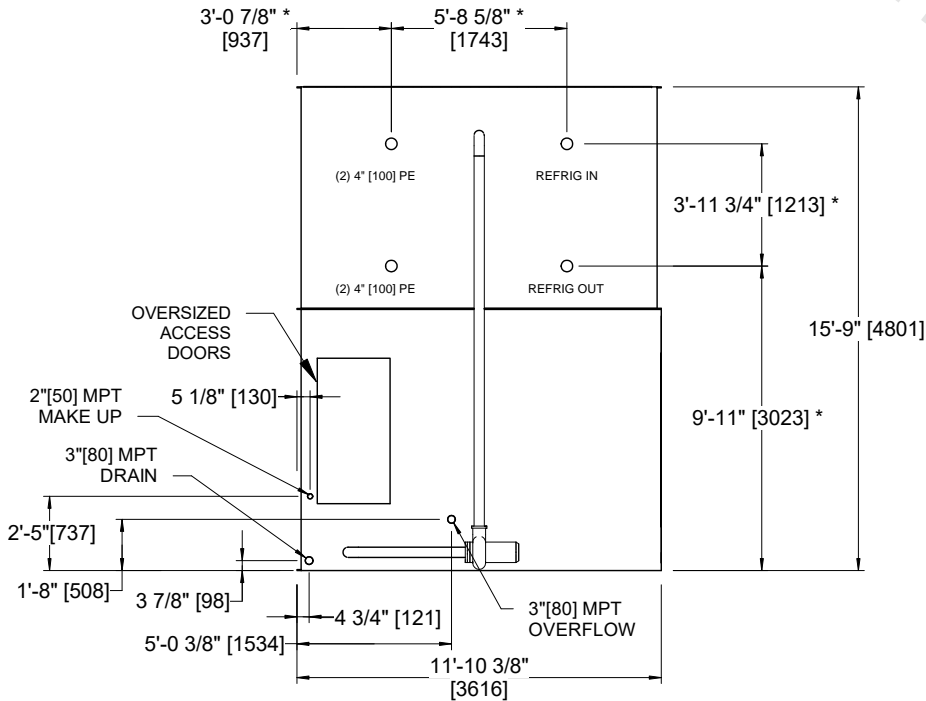 3'-0 7/8" *
[937]
5'-8 5/8" *
[1743]
(2) 4" [100] PE
REFRIG IN
3'-11 3/4" [1213] *
(2) 4" [100] PE
REFRIG OUT
OVERSIZED
ACCESS
DOORS
15'-9" [4801]
5 1/8" [130]
2"[50] MPT
MAKE UP
9'-11" [3023] *
3"[80] MPT
DRAIN
2'-5"[737]
1'-8" [508]
3 7/8" [98]
4 3/4" [121]
3"[80] MPT
OVERFLOW
5'-0 3/8" [1534]
11'-10 3/8"
[3616]